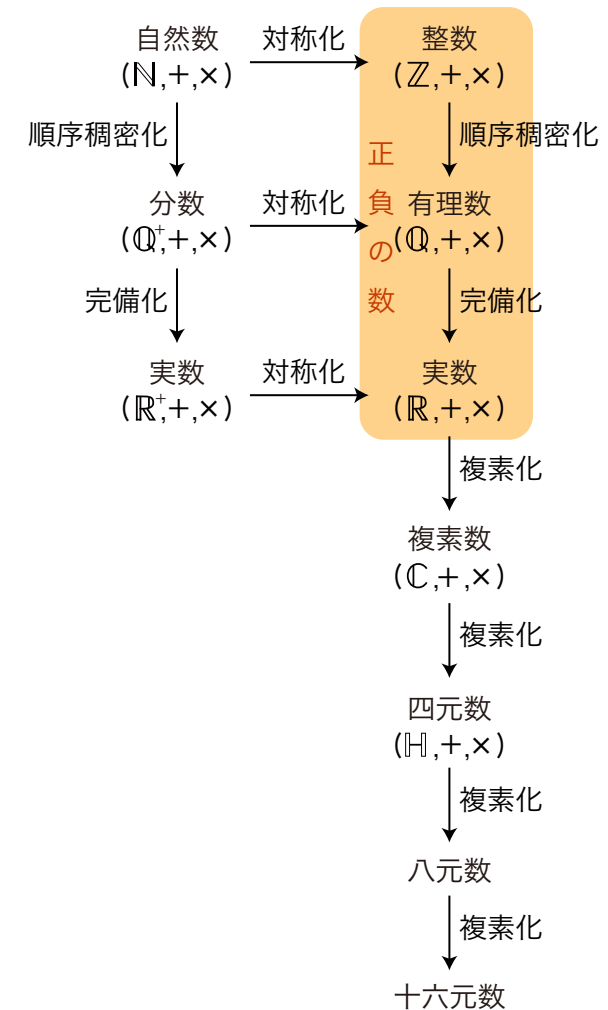 自然数 対称化 整数
(ℕ,+,×) (ℤ,+,×)
順序稠密化 順序稠密化
正負の数
分数 対称化 有理数
(ℚ⁺,+,×) (ℚ,+,×)
完備化 完備化
実数 対称化 実数
(ℝ⁺,+,×) (ℝ,+,×)
複素化
複素数
(ℂ,+,×)
複素化
四元数
(ℍ,+,×)
複素化
八元数
複素化
十六元数